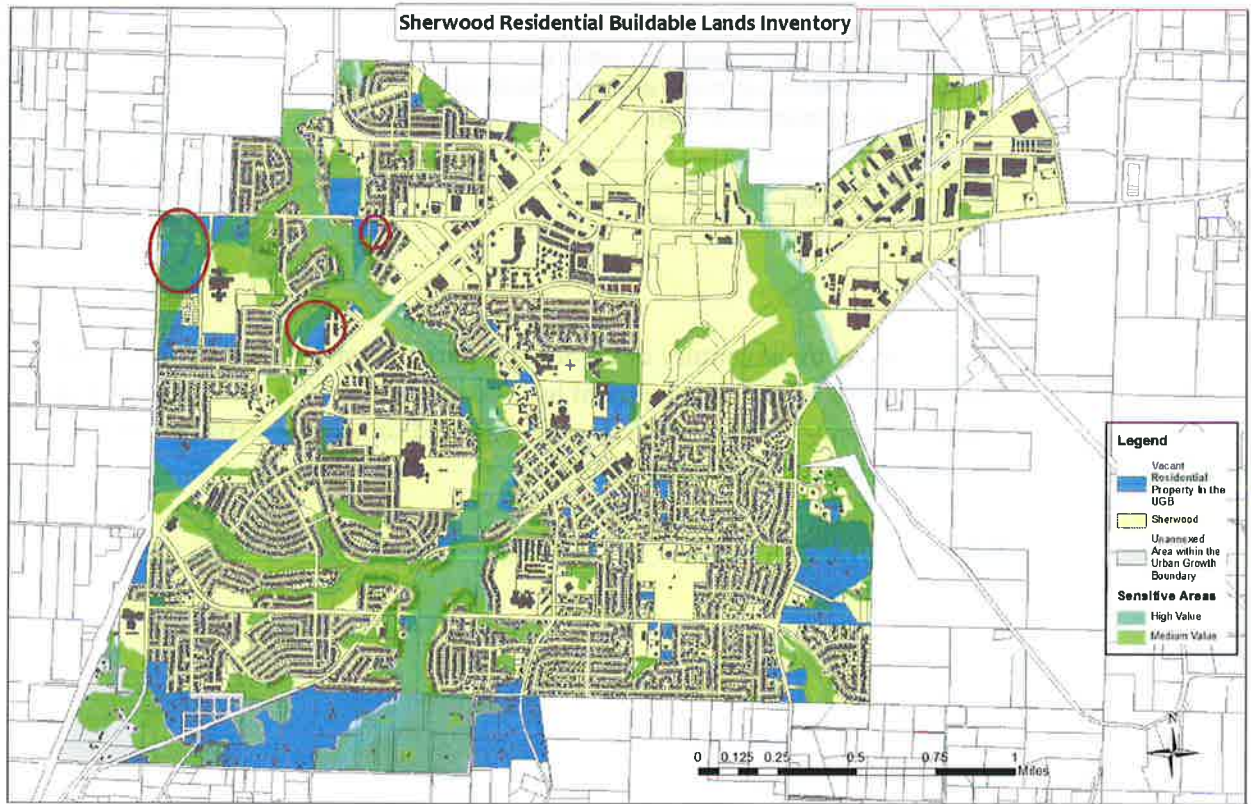 Sherwood Residential Buildable Lands Inventory
Legend
Vacant
Residential
Property In the
UGB
Sherwood
Unannexed
Area within the
Urban Growth
Boundary
Sensitive Areas
High Value
Medium Value
N
0 0.125 0.25 0.5 0.75 1
Miles